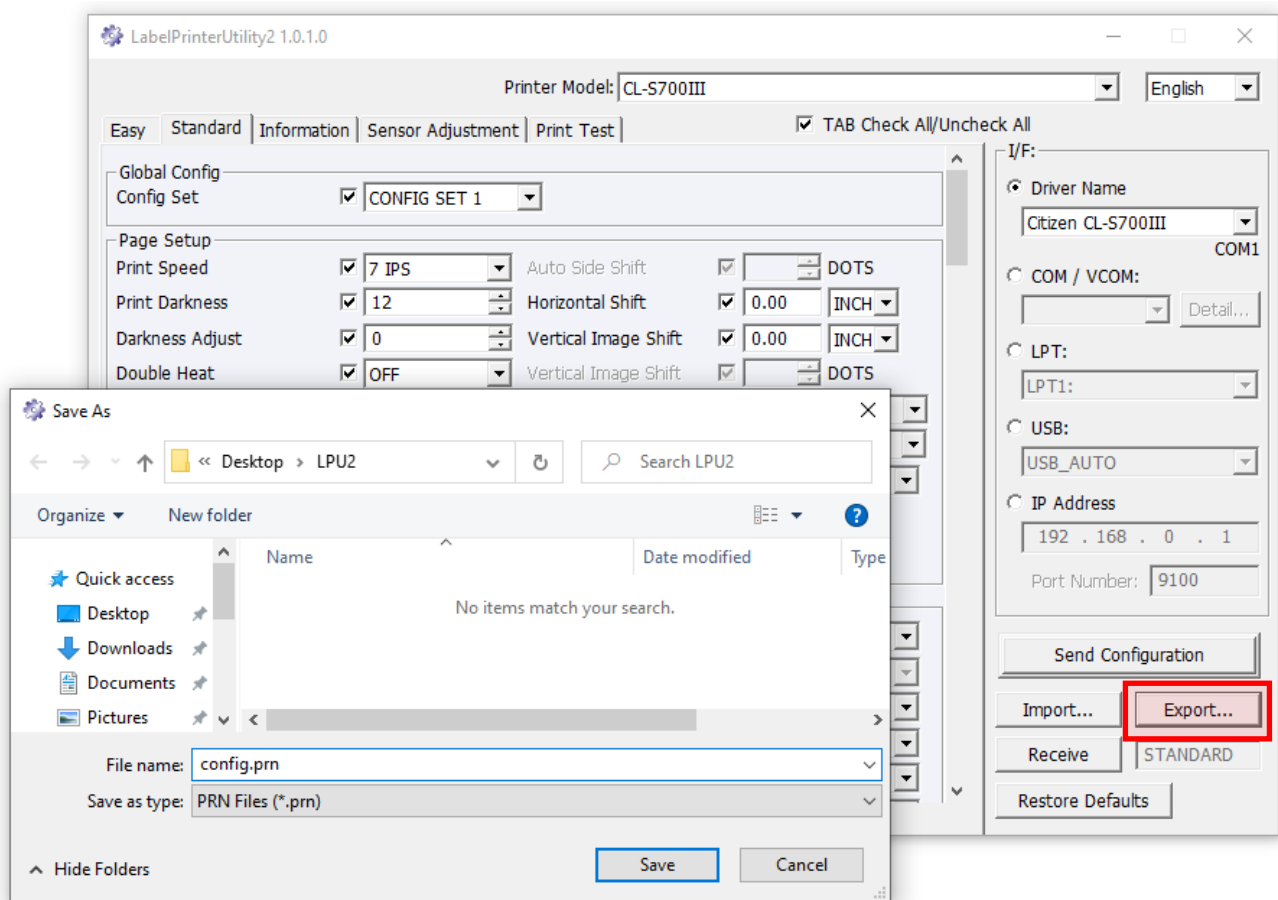 LabelPrinterUtility2 1.0.1.0
Printer Model: CL-S700III English
Easy Standard Information Sensor Adjustment Print Test TAB Check All/Uncheck All
Global Config
Config Set CONFIG SET 1
Page Setup
Print Speed 7 IPS Auto Side Shift DOTS
Print Darkness 12 Horizontal Shift 0.00 INCH
Darkness Adjust 0 Vertical Image Shift 0.00 INCH
Double Heat OFF Vertical Image Shift DOTS
I/F:
Driver Name
Citizen CL-S700III
COM1
COM / VCOM:
Detail...
LPT:
LPT1:
USB:
USB_AUTO
IP Address
192 . 168 . 0 . 1
Port Number: 9100
Send Configuration
Import... Export...
Receive STANDARD
Restore Defaults
Save As
« Desktop › LPU2 Search LPU2
Organize New folder ?
Name Date modified Type
Quick access
No items match your search.
Desktop
Downloads
Documents
Pictures
File name: config.prn
Save as type: PRN Files (*.prn)
Hide Folders Save Cancel